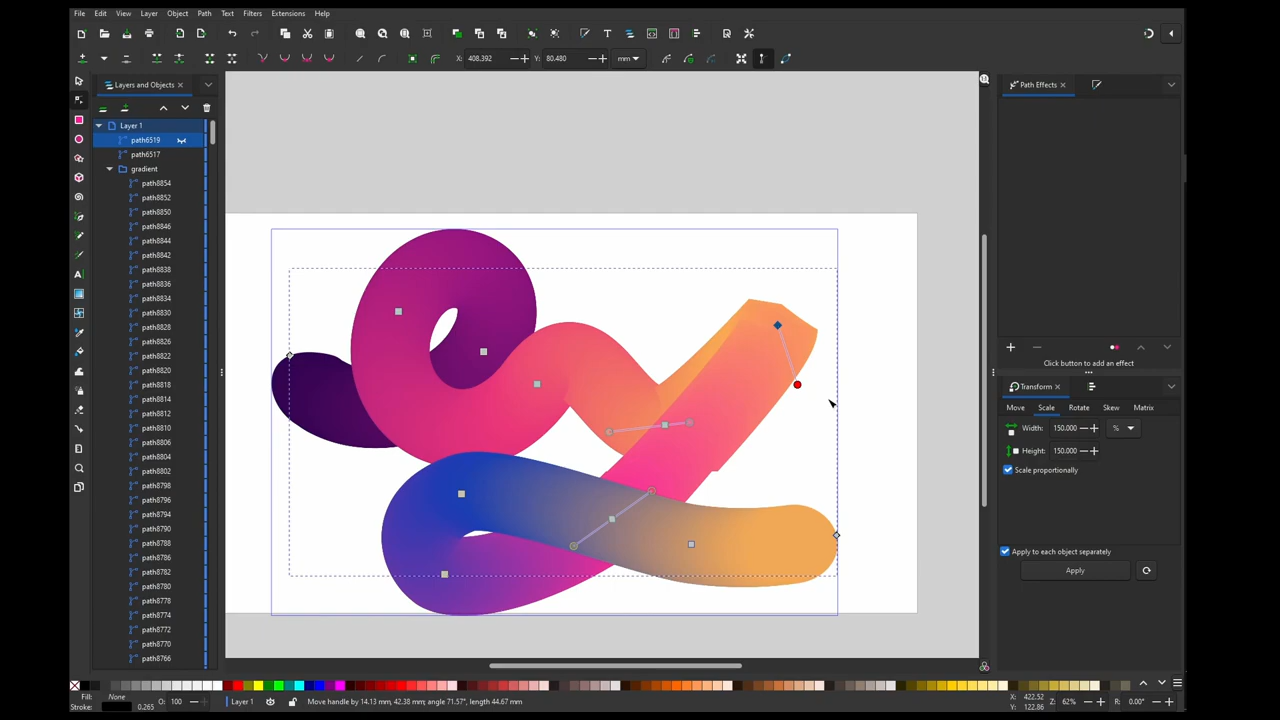 File Edit View Layer Object Path Text Filters Extensions Help
X: 408.392 Y: 80.480 mm
Layers and Objects
Path Effects
Layer 1
path6519
path6517
gradient
path8854
path8852
path8850
path8846
path8844
path8842
path8838
path8836
path8834
path8830
path8828
path8826
path8822
path8820
path8818
path8814
path8812
path8810
path8806
path8804
path8802
path8798
path8796
path8794
path8790
path8788
path8786
path8782
path8780
path8778
path8774
path8772
path8770
path8766
Click button to add an effect
Transform
Move Scale Rotate Skew Matrix
Width: 150.000 %
Height: 150.000
Scale proportionally
Apply to each object separately
Apply
Fill: None
Stroke: 0.265
O: 100
Layer 1
Move handle by 14.13 mm, 42.38 mm; angle 71.57°, length 44.67 mm
X: 422.52
Y: 122.86
Z: 62%
R: 0.00°